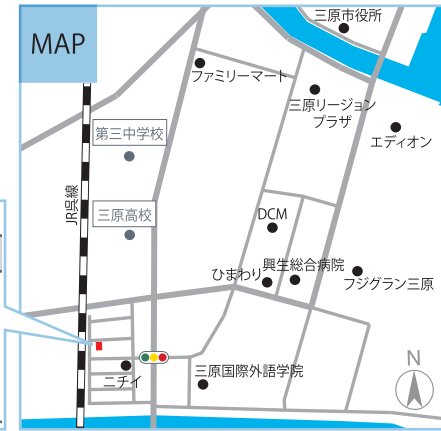 MAP
三原市役所
ファミリーマート
三原リージョン
プラザ
エディオン
第三中学校
JR呉線
三原高校
DCM
ひまわり
興生総合病院
フジグラン三原
ニチイ
三原国際外語学院
N